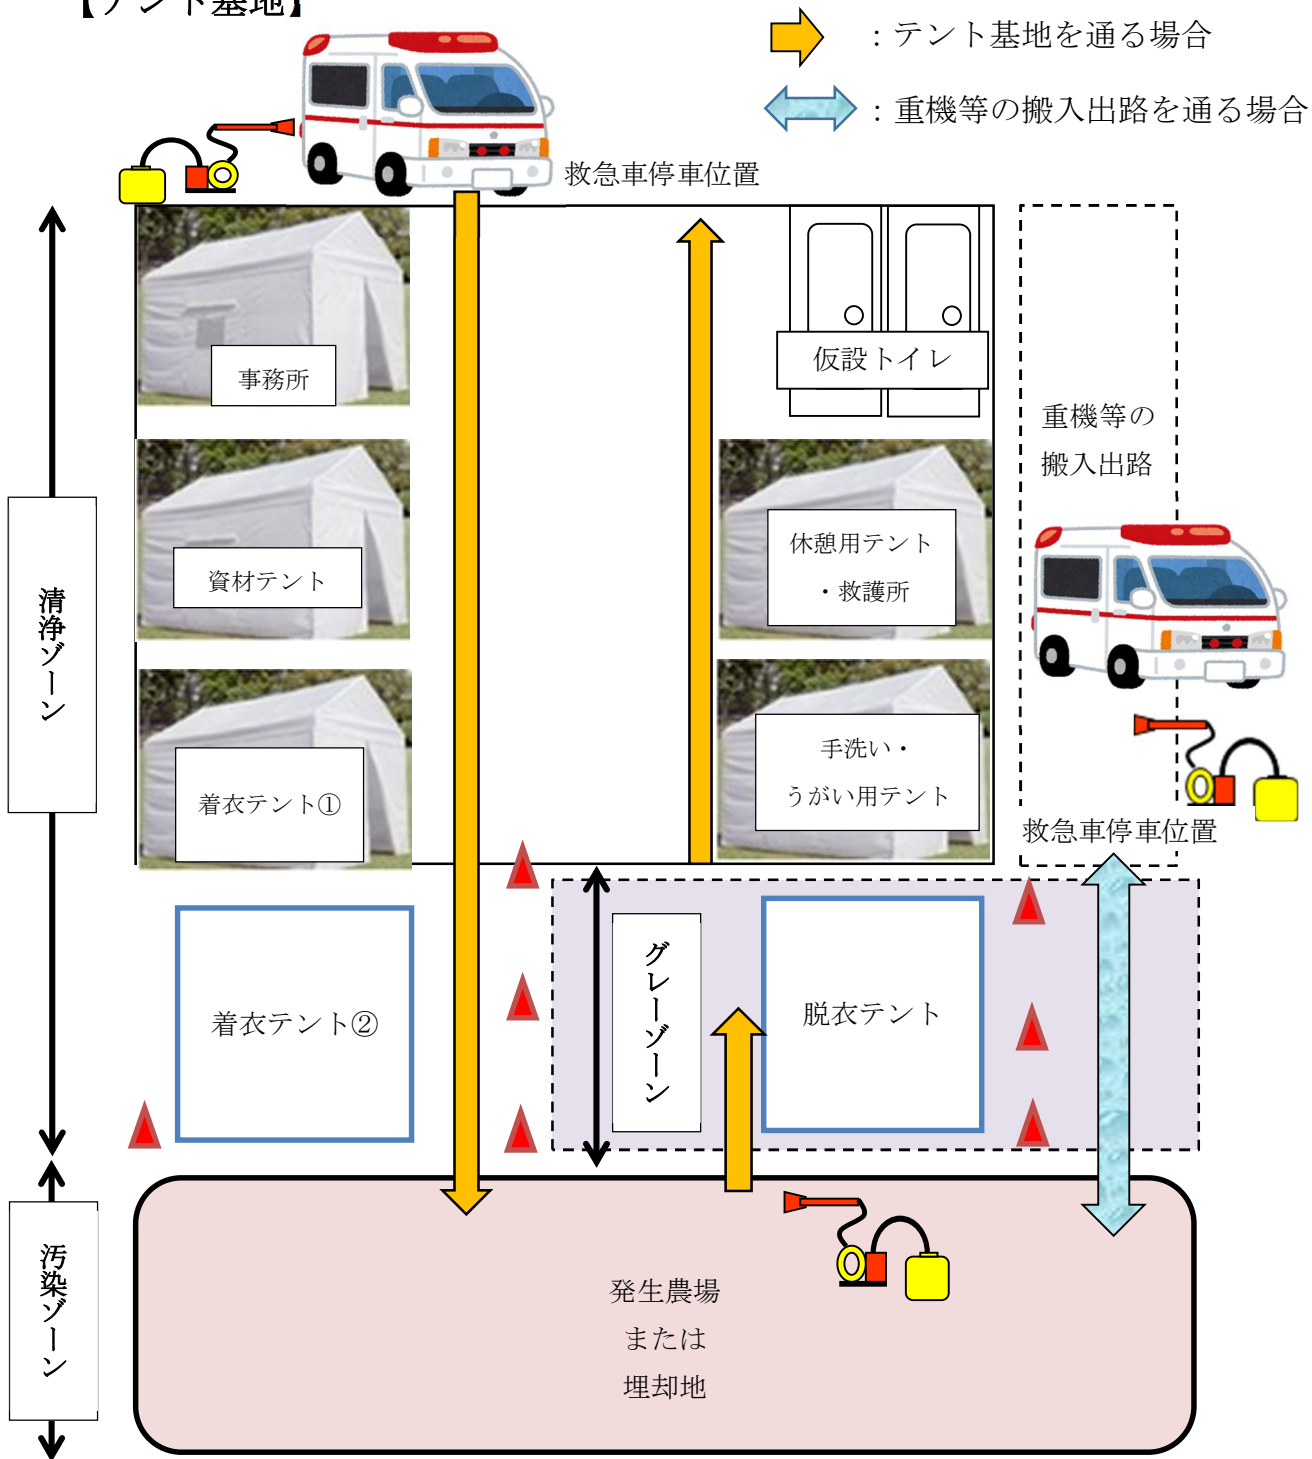 【テント基地】
：テント基地を通る場合
：重機等の搬入出路を通る場合
救急車停車位置
事務所
仮設トイレ
重機等の
搬入出路
資材テント
休憩用テント
・救護所
清浄ゾーン
着衣テント①
手洗い・
うがい用テント
救急車停車位置
着衣テント②
グレーゾーン
脱衣テント
汚染ゾーン
発生農場
または
埋却地